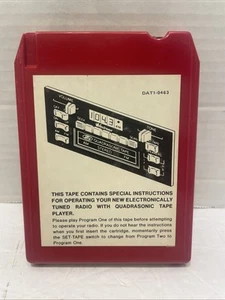 DAT1-0463
104.3
THIS TAPE CONTAINS SPECIAL INSTRUCTIONS
FOR OPERATING YOUR NEW ELECTRONICALLY
TUNED RADIO WITH QUADRASONIC TAPE
PLAYER.
Please play Program One of this tape before attempting
to operate your radio. If you do not hear the instructions
when you first insert the cartridge, momentarily press
the SET-TAPE switch to change from Program Two to
Program One.